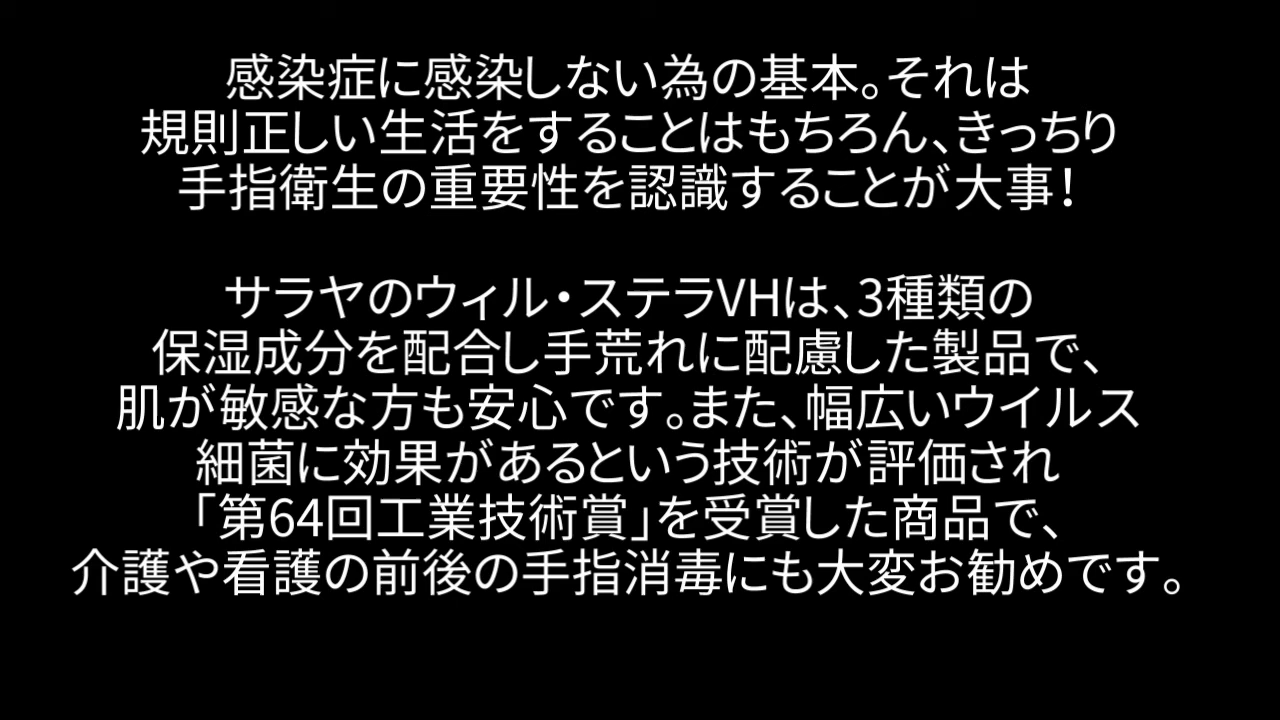 感染症に感染しない為の基本。それは
規則正しい生活をすることはもちろん、きっちり
手指衛生の重要性を認識することが大事!
サラヤのウィル・ステラVHは、3種類の
保湿成分を配合し手荒れに配慮した製品で、
肌が敏感な方も安心です。また、幅広いウイルス
細菌に効果があるという技術が評価され
「第64回工業技術賞」を受賞した商品で、
介護や看護の前後の手指消毒にも大変お勧めです。